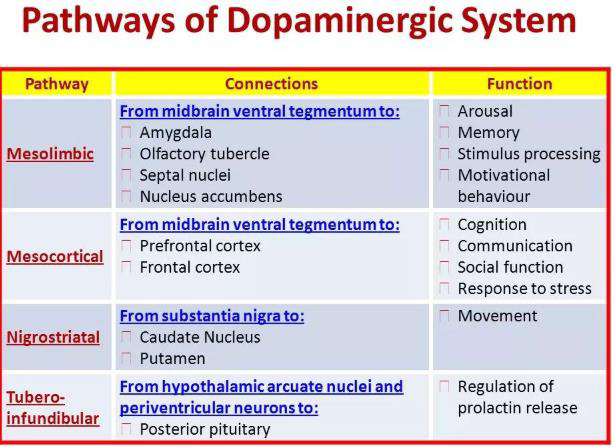 Pathways of Dopaminergic System
Pathway Connections Function
Mesolimbic
From midbrain ventral tegmentum to:
Amygdala
Olfactory tubercle
Septal nuclei
Nucleus accumbens
Arousal
Memory
Stimulus processing
Motivational
behaviour
Mesocortical
From midbrain ventral tegmentum to:
Prefrontal cortex
Frontal cortex
Cognition
Communication
Social function
Response to stress
Nigrostriatal
From substantia nigra to:
Caudate Nucleus
Putamen
Movement
Tubero-
infundibular
From hypothalamic arcuate nuclei and
periventricular neurons to:
Posterior pituitary
Regulation of
prolactin release